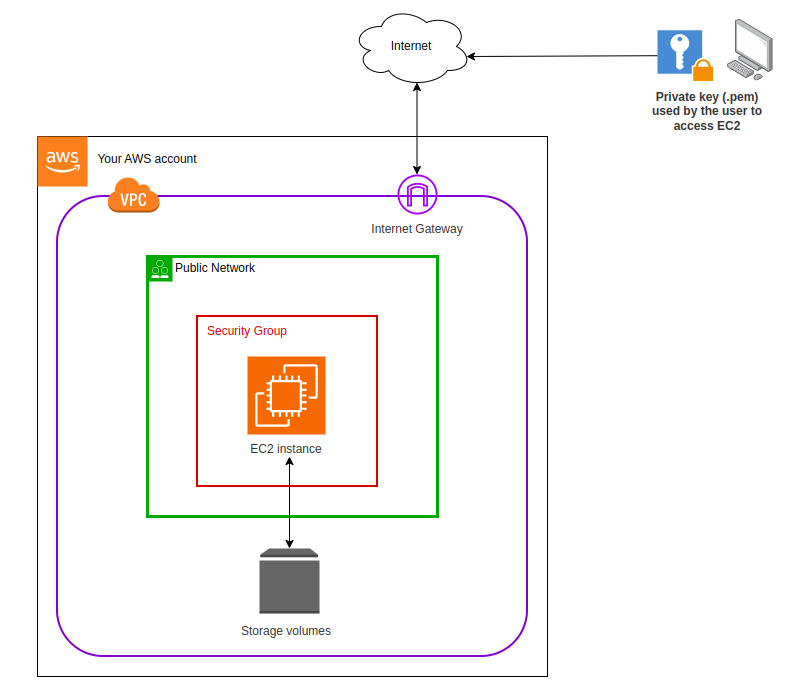 Internet
Private key (.pem)
used by the user to
access EC2
aws
Your AWS account
VPC
Internet Gateway
Public Network
Security Group
EC2 instance
Storage volumes